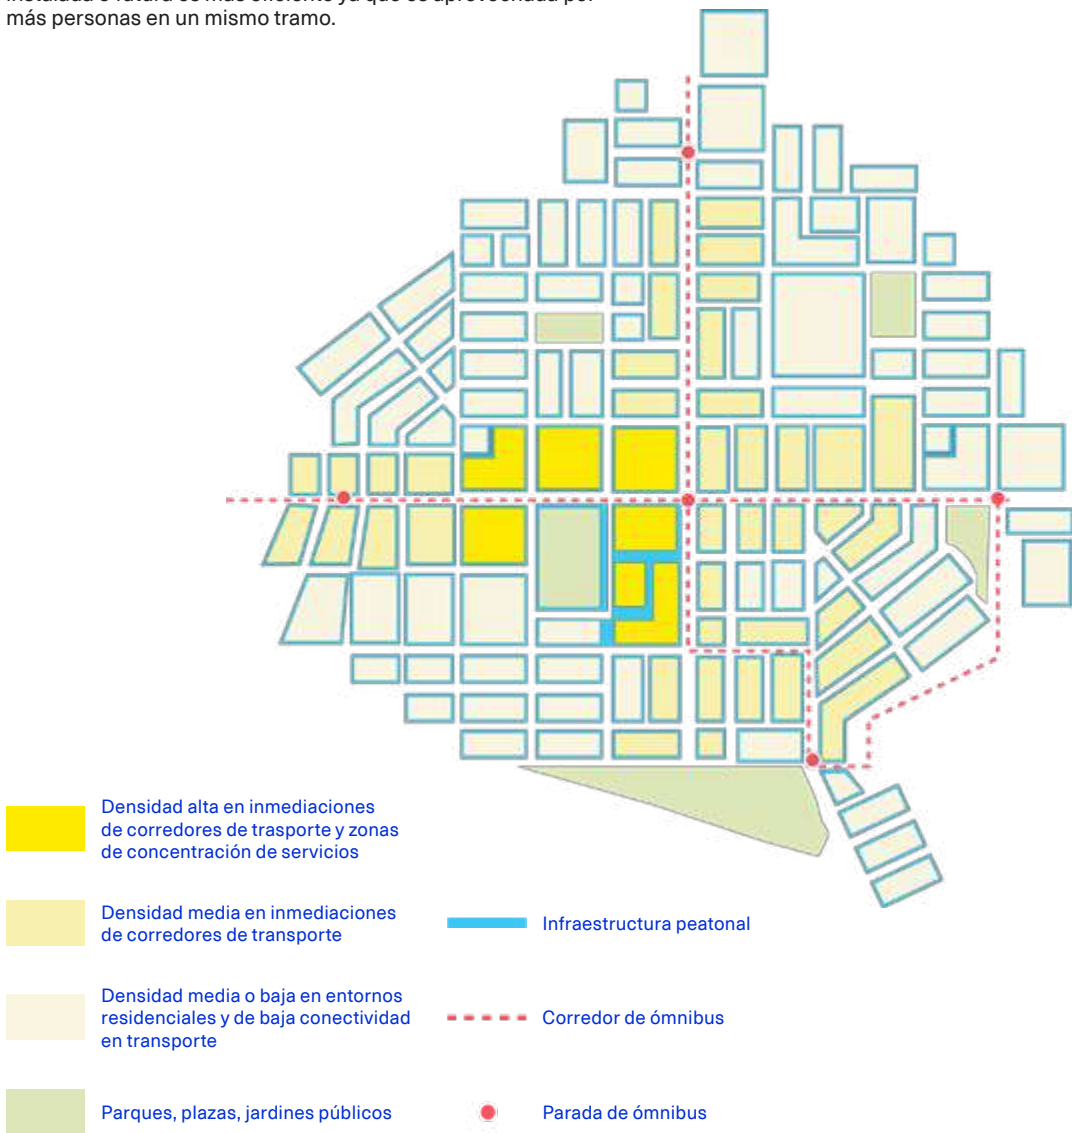 instalada o futura es más eficiente ya que es aprovechada por
más personas en un mismo tramo.
Densidad alta en inmediaciones
de corredores de trasporte y zonas
de concentración de servicios
Densidad media en inmediaciones
de corredores de transporte
Densidad media o baja en entornos
residenciales y de baja conectividad
en transporte
Parques, plazas, jardines públicos
Infraestructura peatonal
Corredor de ómnibus
Parada de ómnibus